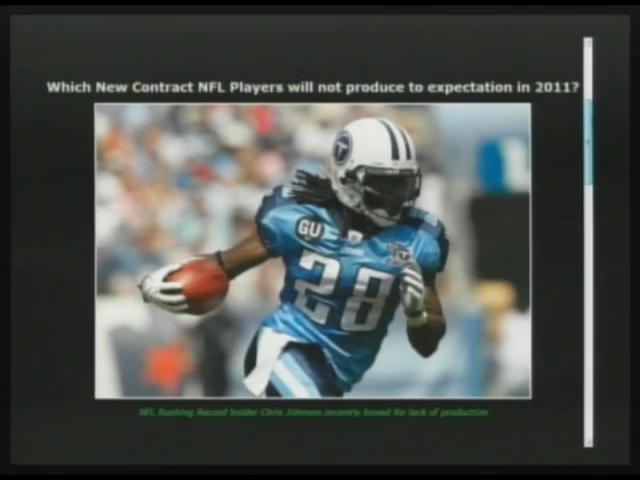 Which New Contract NFL Players will not produce to expectation in 2011?
GU
28
28
NFL Rushing Record holder Chris Johnson recently booed for lack of production